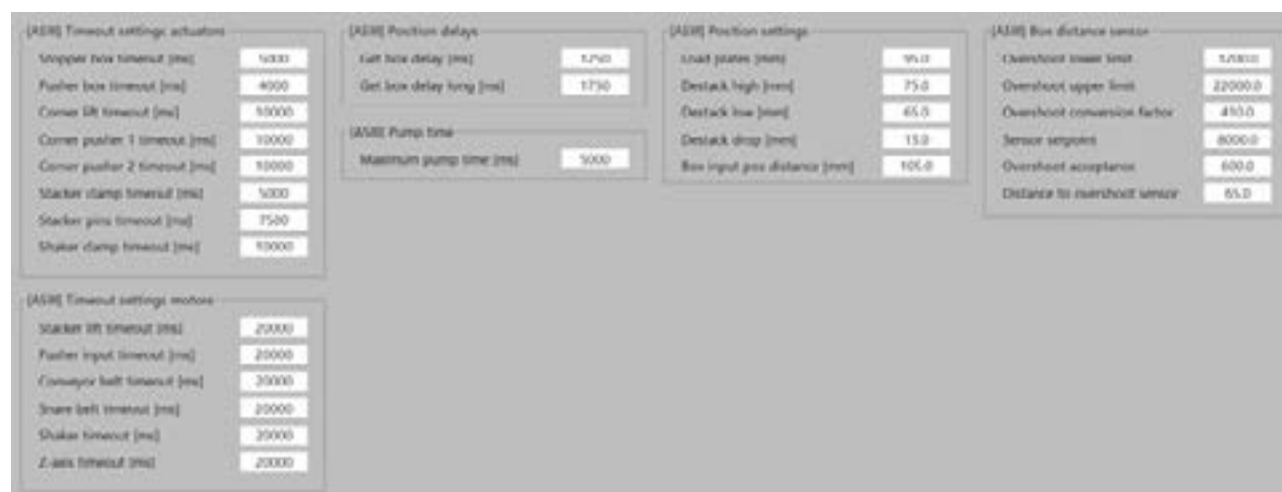 Timeout settings actuators
Stopper box timeout [ms] 5000
Pusher box timeout [ms] 4000
Corner lift timeout [ms] 10000
Corner pusher 1 timeout [ms] 10000
Corner pusher 2 timeout [ms] 10000
Stacker clamp timeout [ms] 5000
Stacker pins timeout [ms] 7500
Shaker clamp timeout [ms] 10000
Timeout settings motors
Stacker lift timeout [ms] 20000
Pusher input timeout [ms] 20000
Conveyor belt timeout [ms] 20000
belt timeout [ms] 20000
Shaker timeout [ms] 20000
Z-axis timeout [ms] 20000
Position delays
Get box delay [ms] 1250
Get box delay long [ms] 1750
Pump time
Maximum pump time [ms] 5000
Position settings
Load plates [mm] 95.0
Destack high [mm] 75.0
Destack low [mm] 65.0
Destack drop [mm] 15.0
Box input pos distance [mm] 105.0
Box distance sensor
Overshoot lower limit
Overshoot upper limit 22000.0
Overshoot conversion factor 410.0
Sensor setpoint 8000.0
Overshoot acceptance 600.0
Distance to overshoot sensor 65.0